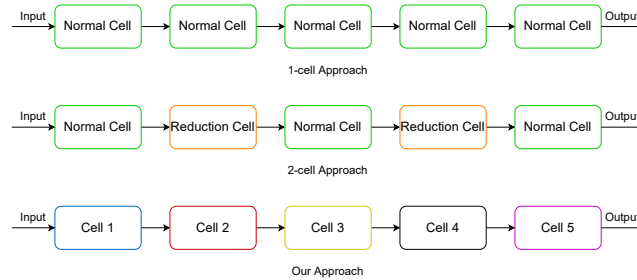 Input Normal Cell Normal Cell Normal Cell Normal Cell Normal Cell Output
1-cell Approach
Input Normal Cell Reduction Cell Normal Cell Reduction Cell Normal Cell Output
2-cell Approach
Input Cell 1 Cell 2 Cell 3 Cell 4 Cell 5 Output
Our Approach